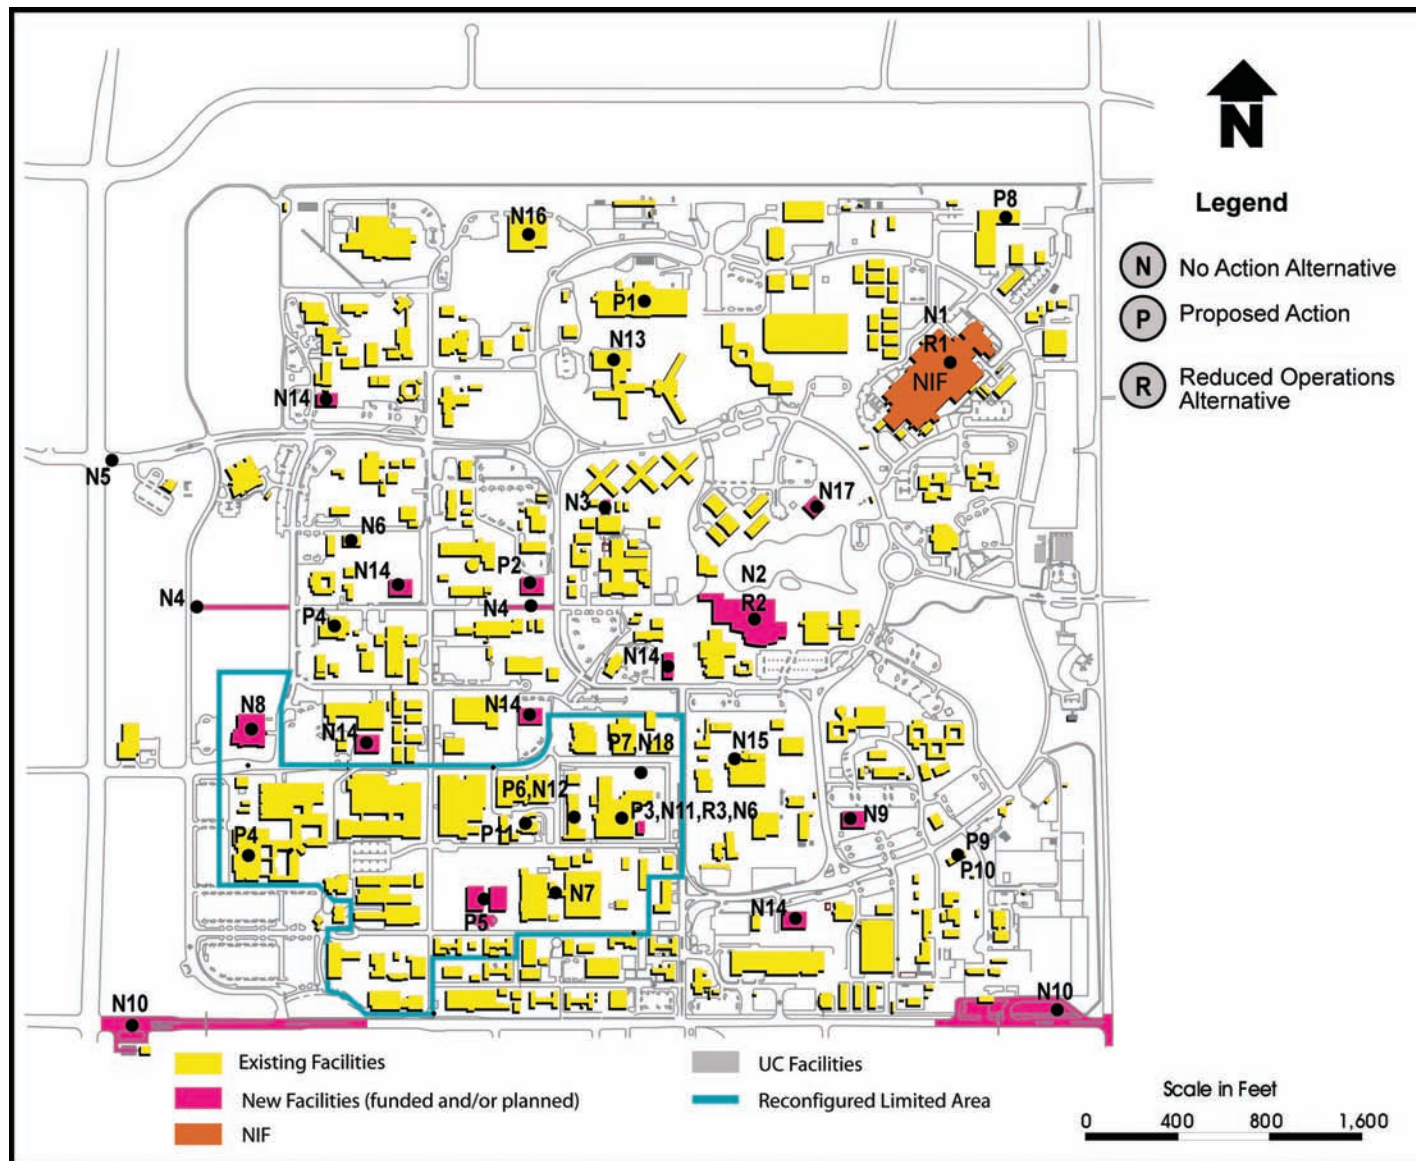 N
Legend
N No Action Alternative
P Proposed Action
R Reduced Operations
Alternative
P8
N16
P1
N1
N13
R1
NIF
N14
N5
N3
N17
N6
N14
P2
N2
N4
N4
R2
P4
N14
N8
N14
N14
P7,N18
N15
P6,N12
P3,N11,R3,N6
N9
P11
P4
P9
P10
N7
P5
N14
N10
N10
Existing Facilities
New Facilities (funded and/or planned)
NIF
UC Facilities
Reconfigured Limited Area
Scale in Feet
0 400 800 1,600